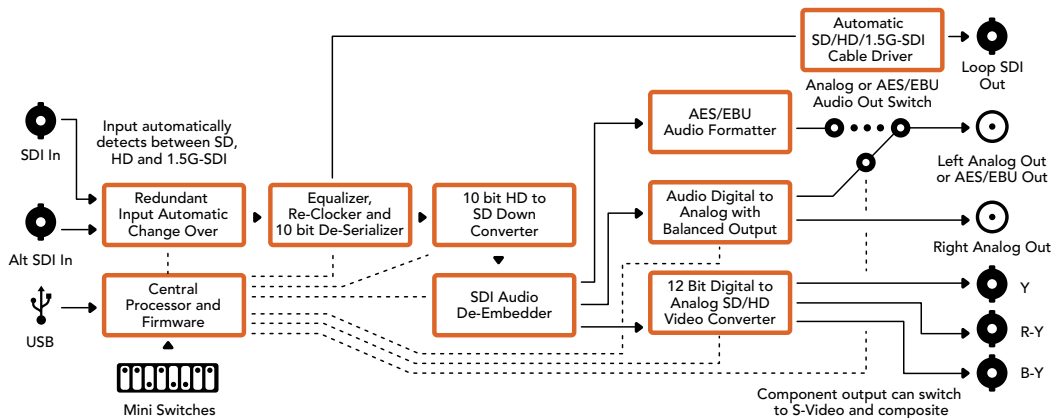 Automatic
SD/HD/1.5G-SDI
Cable Driver
Loop SDI
Out
Analog or AES/EBU
Audio Out Switch
SDI In
Input automatically
detects between SD,
HD and 1.5G-SDI
AES/EBU
Audio Formatter
Left Analog Out
or AES/EBU Out
Alt SDI In
Redundant
Input Automatic
Change Over
Equalizer,
Re-Clocker and
10 bit De-Serializer
10 bit HD to
SD Down
Converter
Audio Digital to
Analog with
Balanced Output
Right Analog Out
USB
Central
Processor and
Firmware
SDI Audio
De-Embedder
12 Bit Digital to
Analog SD/HD
Video Converter
Y
R-Y
B-Y
Mini Switches
Component output can switch
to S-Video and composite